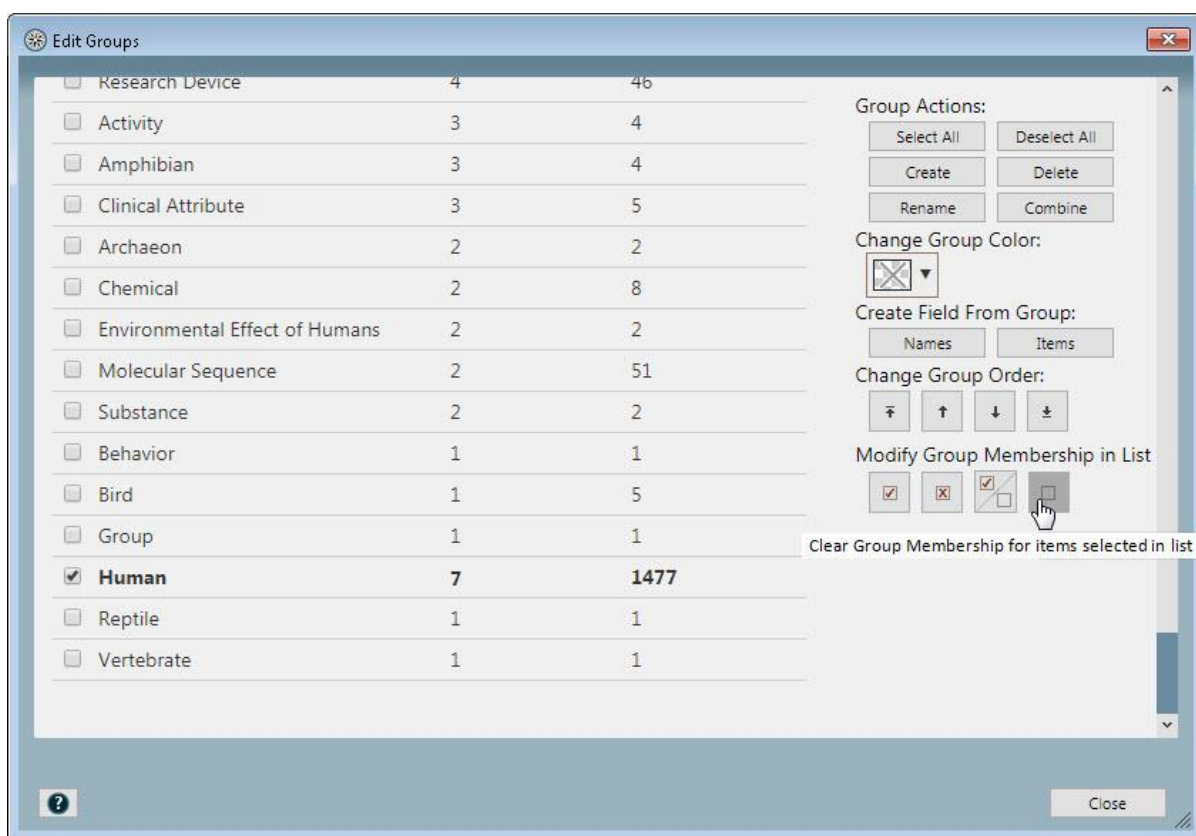 Edit Groups
Research Device 4 46
Activity 3 4
Amphibian 3 4
Clinical Attribute 3 5
Archaeon 2 2
Chemical 2 8
Environmental Effect of Humans 2 2
Molecular Sequence 2 51
Substance 2 2
Behavior 1 1
Bird 1 5
Group 1 1
Human 7 1477
Reptile 1 1
Vertebrate 1 1
Group Actions:
Select All Deselect All
Create Delete
Rename Combine
Change Group Color:
Create Field From Group:
Names Items
Change Group Order:
Modify Group Membership in List
Clear Group Membership for items selected in list
?
Close